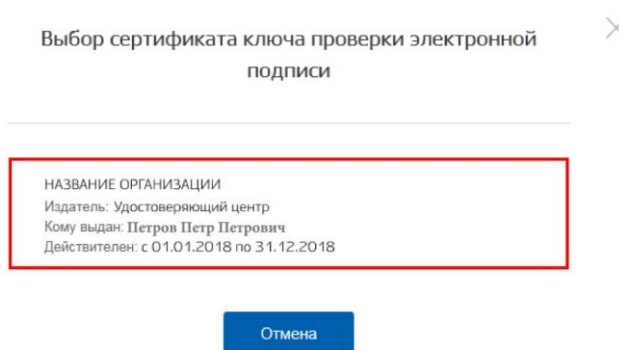 Выбор сертификата ключа проверки электронной
подписи
НАЗВАНИЕ ОРГАНИЗАЦИИ
Издатель: Удостоверяющий центр
Кому выдан: Петров Петр Петрович
Действителен: с 01.01.2018 по 31.12.2018
Отмена